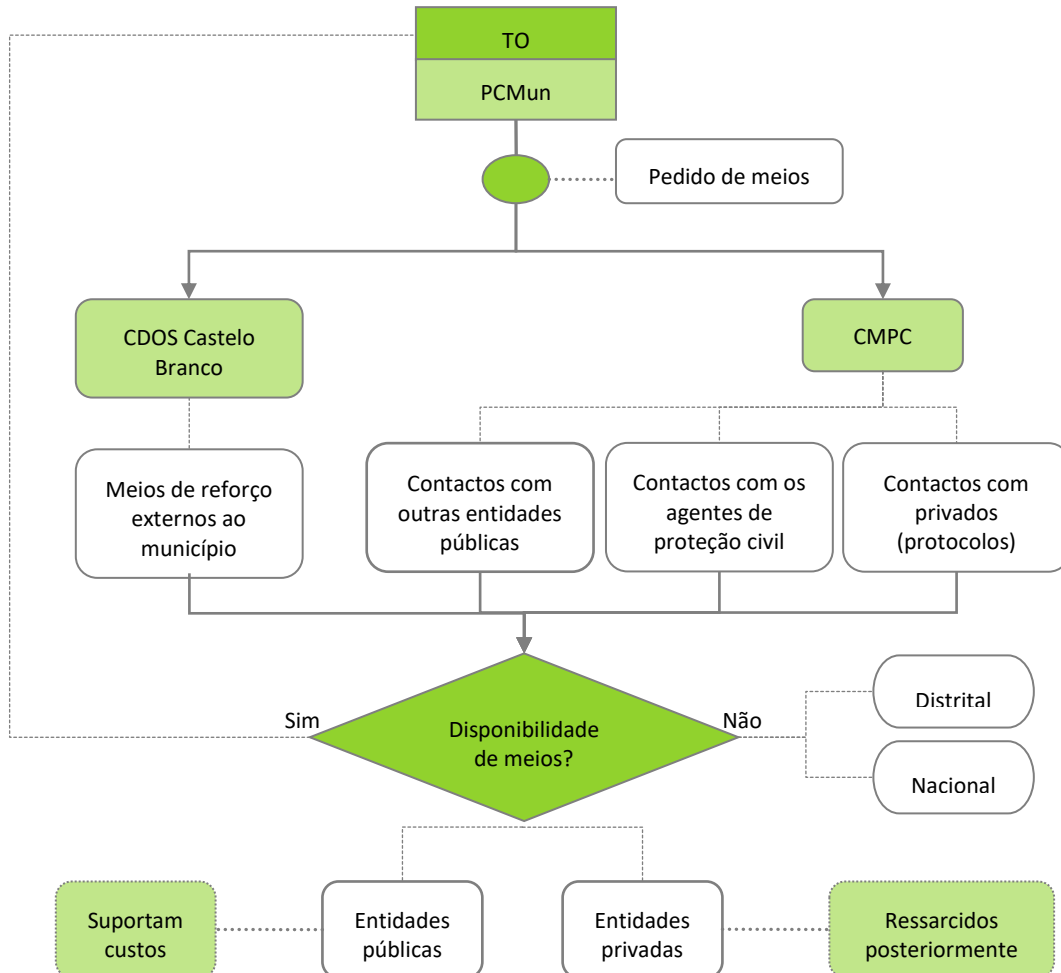 TO
PCMun
Pedido de meios
CDOS Castelo
Branco
CMPC
Meios de reforço
externos ao
município
Contactos com
outras entidades
públicas
Contactos com os
agentes de
proteção civil
Contactos com
privados
(protocolos)
Sim
Disponibilidade
de meios?
Não
Distrital
Nacional
Suportam
custos
Entidades
públicas
Entidades
privadas
Ressarcidos
posteriormente